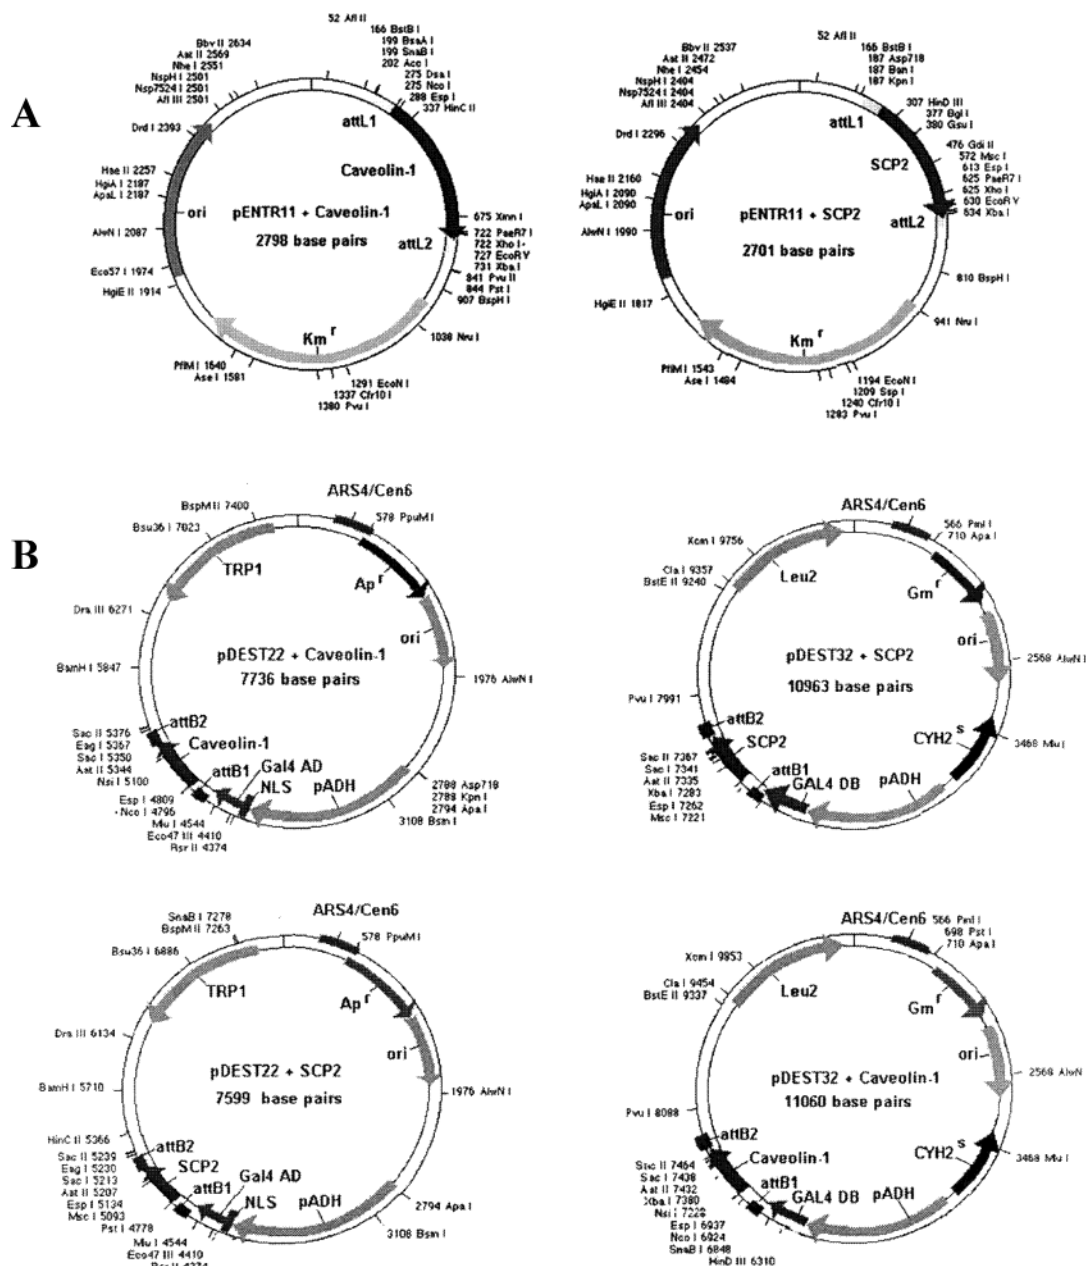 A
52 Afl II
166 BstB I
199 BsaA I
199 SnaB I
202 Acc I
275 Dsa I
275 Nco I
288 Esp I
337 HinC II
Bbv II 2634
Aat II 2569
Nhe I 2551
NspH I 2501
Nsp7524 I 2501
Afl III 2501
Drd I 2393
Hae II 2257
HgiA I 2187
ApaL I 2187
AlwN I 2087
Eco57 I 1974
HgiE II 1914
attL1
Caveolin-1
ori
pENTR11 + Caveolin-1
2798 base pairs
attL2
675 Xmn I
722 PaeR7 I
722 Xho I
727 EcoR V
731 Xba I
841 Pvu II
844 Pst I
907 BspH I
1038 Nru I
Km r
PflM I 1640
Ase I 1581
1291 EcoN I
1337 Cfr10 I
1380 Pvu I
52 Afl II
166 BstB I
187 Asp718
187 Ban I
187 Kpn I
307 HinD III
377 Bgl I
380 Gsu I
476 Gdi II
572 Msc I
613 Esp I
625 PaeR7 I
625 Xho I
630 EcoR V
634 Xba I
Bbv II 2537
Aat II 2472
Nhe I 2454
NspH I 2404
Nsp7524 I 2404
Afl III 2404
Drd I 2296
Hae II 2160
HgiA I 2090
ApaL I 2090
AlwN I 1990
HgiE II 1817
attL1
SCP2
ori
pENTR11 + SCP2
2701 base pairs
attL2
810 BspH I
941 Nru I
Km r
PflM I 1543
Ase I 1484
1194 EcoN I
1209 Ssp I
1240 Cfr10 I
1283 Pvu I
B
ARS4/Cen6
BspM II 7400
Bsu36 I 7023
578 PpuM I
TRP1
Ap r
Dra III 6271
ori
BamH I 5847
pDEST22 + Caveolin-1
7736 base pairs
1976 AlwN I
attB2
Sac II 5376
Eag I 5367
Sac I 5350
Aat II 5344
Nsi I 5100
Esp I 4809
Nco I 4796
Mlu I 4544
Eco47 III 4410
Rsr II 4374
Caveolin-1
attB1
Gal4 AD
NLS
pADH
2788 Asp718
2788 Kpn I
2794 Apa I
3108 Bsm I
ARS4/Cen6
Xcm I 9756
566 Pml I
710 Apa I
Cla I 9357
BstE II 9240
Leu2
Gm r
ori
2568 AlwN I
pDEST32 + SCP2
10963 base pairs
Pvu I 7991
attB2
SCP2
attB1
GAL4 DB
pADH
CYH2 s
3468 Mlu I
Sac II 7367
Sac I 7341
Aat II 7335
Xba I 7283
Esp I 7262
Msc I 7221
ARS4/Cen6
SnaB I 7278
BspM II 7263
Bsu36 I 6886
578 PpuM I
TRP1
Ap r
Dra III 6134
ori
BamH I 5710
pDEST22 + SCP2
7599 base pairs
1976 AlwN I
HinC II 5366
attB2
Sac II 5239
Eag I 5230
Sac I 5213
Aat II 5207
Esp I 5134
Msc I 5093
Pst I 4778
Mlu I 4544
Eco47 III 4410
SCP2
attB1
Gal4 AD
NLS
pADH
2794 Apa I
3108 Bsm I
ARS4/Cen6
566 Pml I
698 Pst I
710 Apa I
Xcm I 9853
Cla I 9454
BstE II 9337
Leu2
Gm r
ori
2568 AlwN
pDEST32 + Caveolin-1
11060 base pairs
Pvu I 8088
attB2
Caveolin-1
attB1
GAL4 DB
pADH
CYH2 s
3468 Mlu I
Sac II 7464
Sac I 7438
Aat II 7432
Xba I 7380
Nsi I 7228
Esp I 6937
Nco I 6924
SnaB I 6848
HinD III 6310